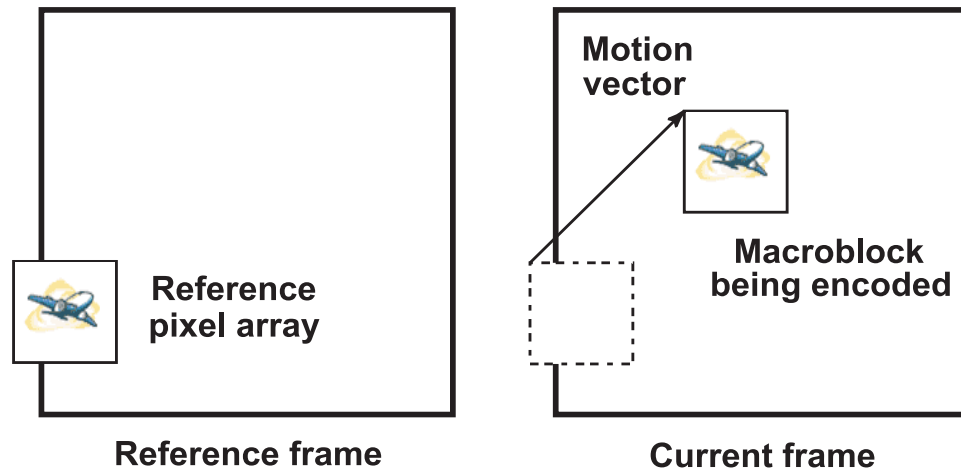 Reference
pixel array
Reference frame
Motion
vector
Macroblock
being encoded
Current frame